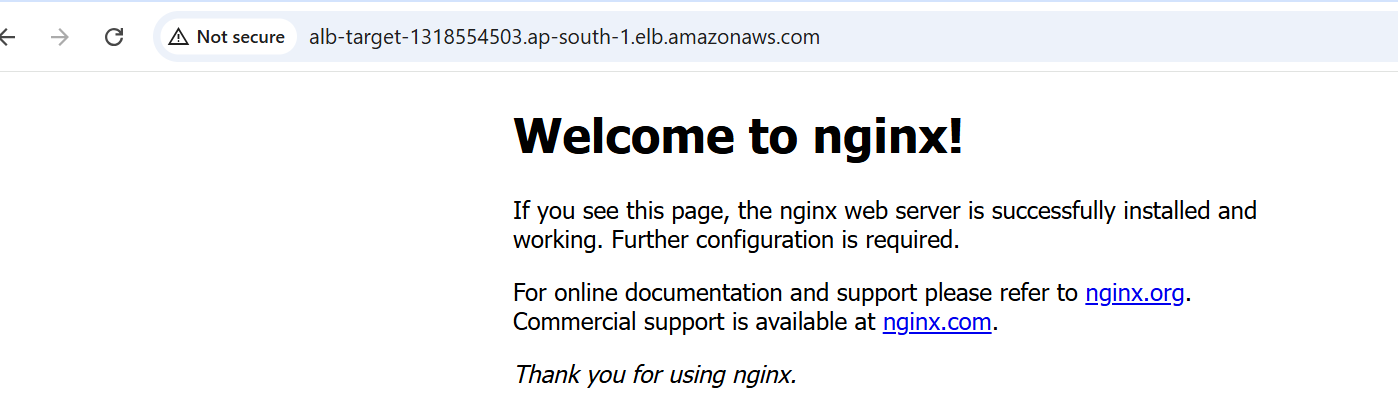 Not secure alb-target-1318554503.ap-south-1.elb.amazonaws.com
Welcome to nginx!
If you see this page, the nginx web server is successfully installed and
working. Further configuration is required.
For online documentation and support please refer to nginx.org.
Commercial support is available at nginx.com.
Thank you for using nginx.